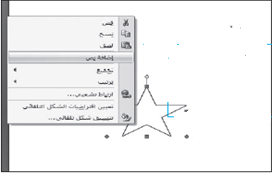 قص
نسخ
لصق
إضافة نص
تجميع
ترتيب
ارتباط تشعبي...
تعيين افتراضيات الشكل التلقائي
تنسيق شكل تلقائي...